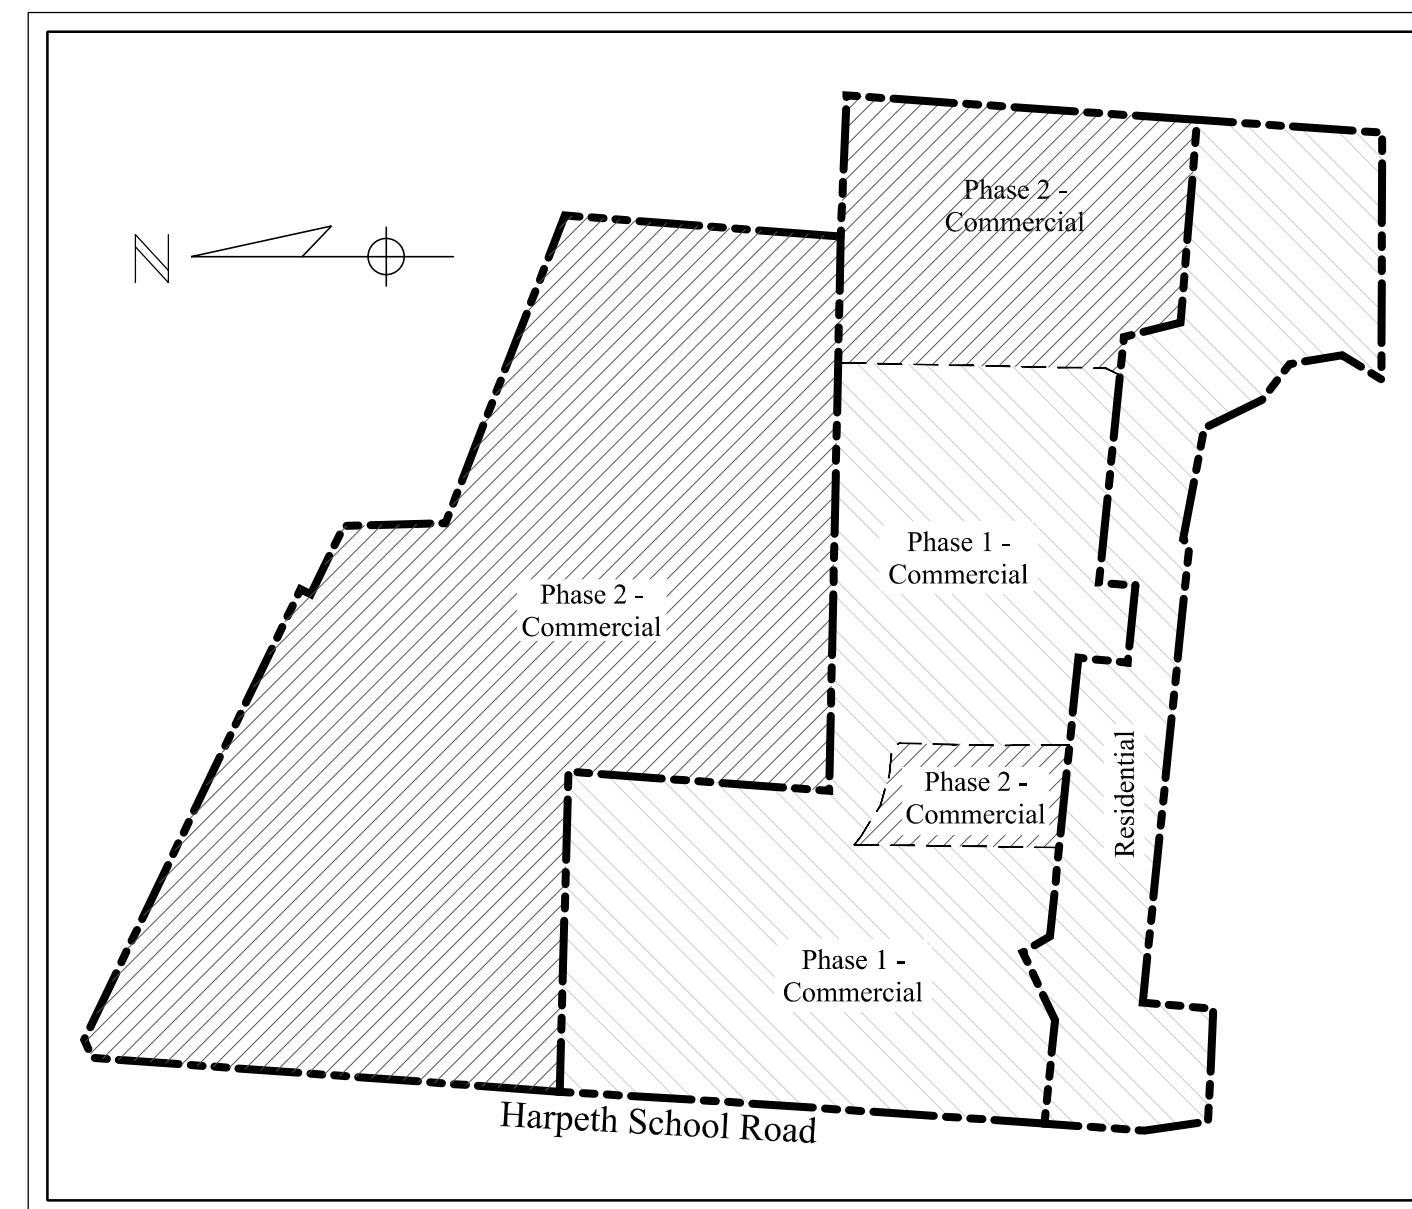 Phase 2 -
Commercial
N
Phase 1 -
Commercial
Phase 2 -
Commercial
Residential
Phase 2 -
Commercial
Phase 1 -
Commercial
Harpeth School Road